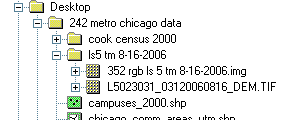 Desktop
242 metro chicago data
cook census 2000
ls5 tm 8-16-2006
352 rgb ls 5 tm 8-16-2006.img
L5023031_03120060816_DEM.TIF
campuses_2000.shp
chicago_comm_areas_utm.shp